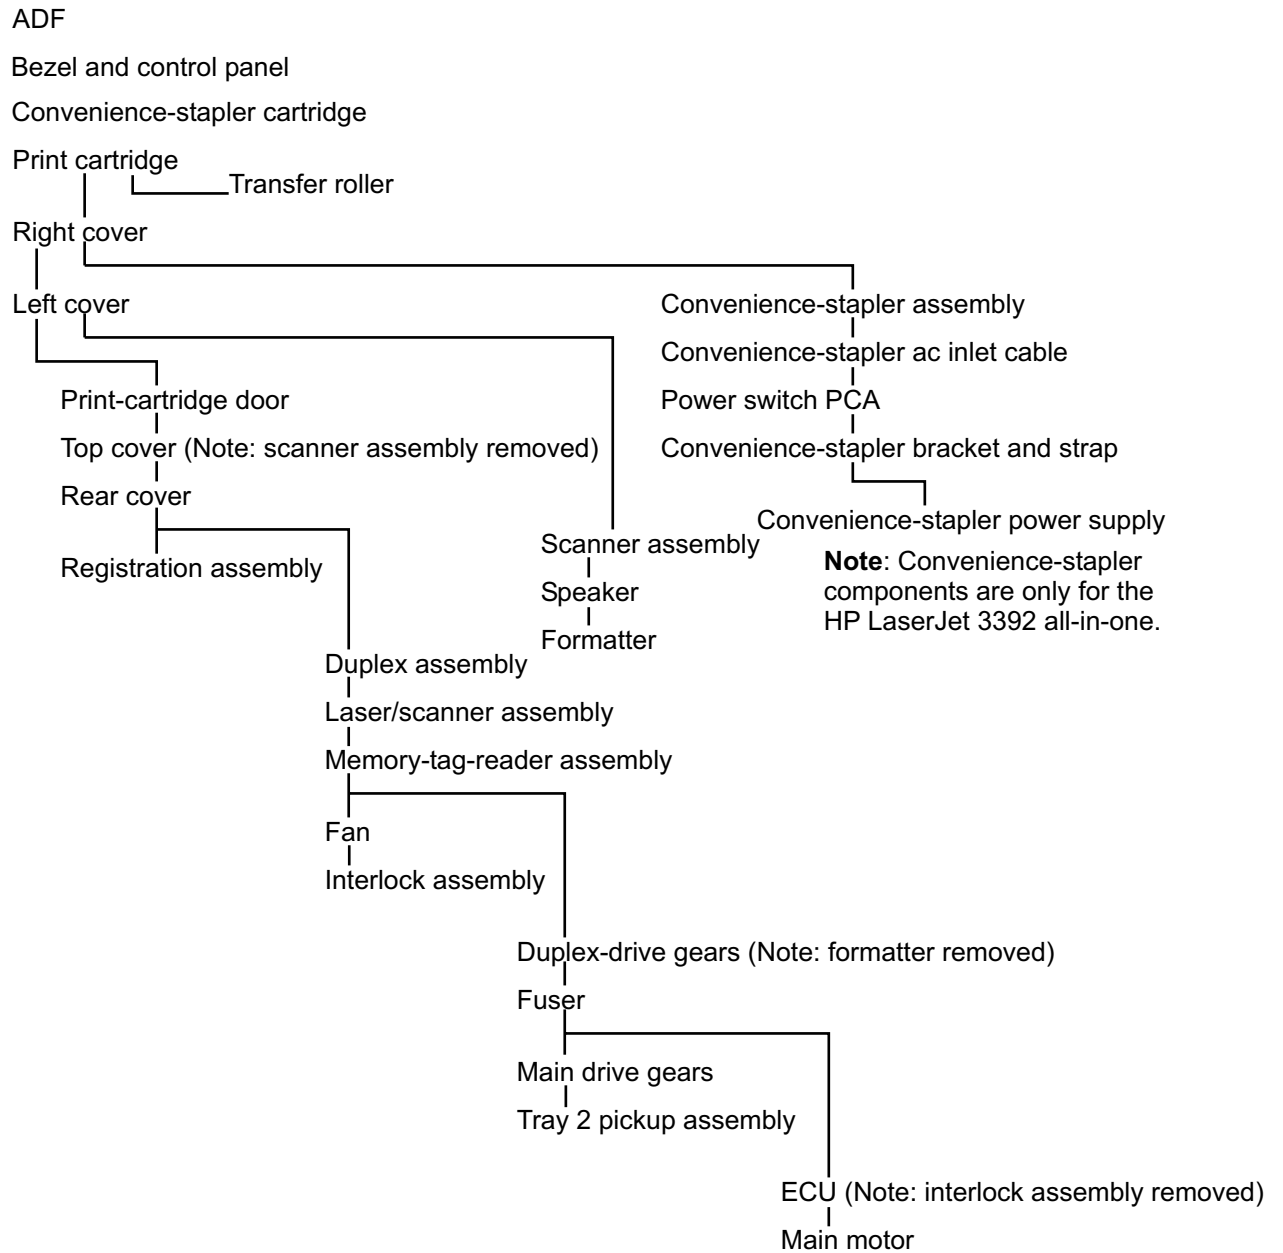 ADF
Bezel and control panel
Convenience-stapler cartridge
Print cartridge
Transfer roller
Right cover
Left cover
Convenience-stapler assembly
Convenience-stapler ac inlet cable
Print-cartridge door
Power switch PCA
Top cover (Note: scanner assembly removed)
Convenience-stapler bracket and strap
Rear cover
Convenience-stapler power supply
Scanner assembly
Note: Convenience-stapler
components are only for the
HP LaserJet 3392 all-in-one.
Registration assembly
Speaker
Formatter
Duplex assembly
Laser/scanner assembly
Memory-tag-reader assembly
Fan
Interlock assembly
Duplex-drive gears (Note: formatter removed)
Fuser
Main drive gears
Tray 2 pickup assembly
ECU (Note: interlock assembly removed)
Main motor